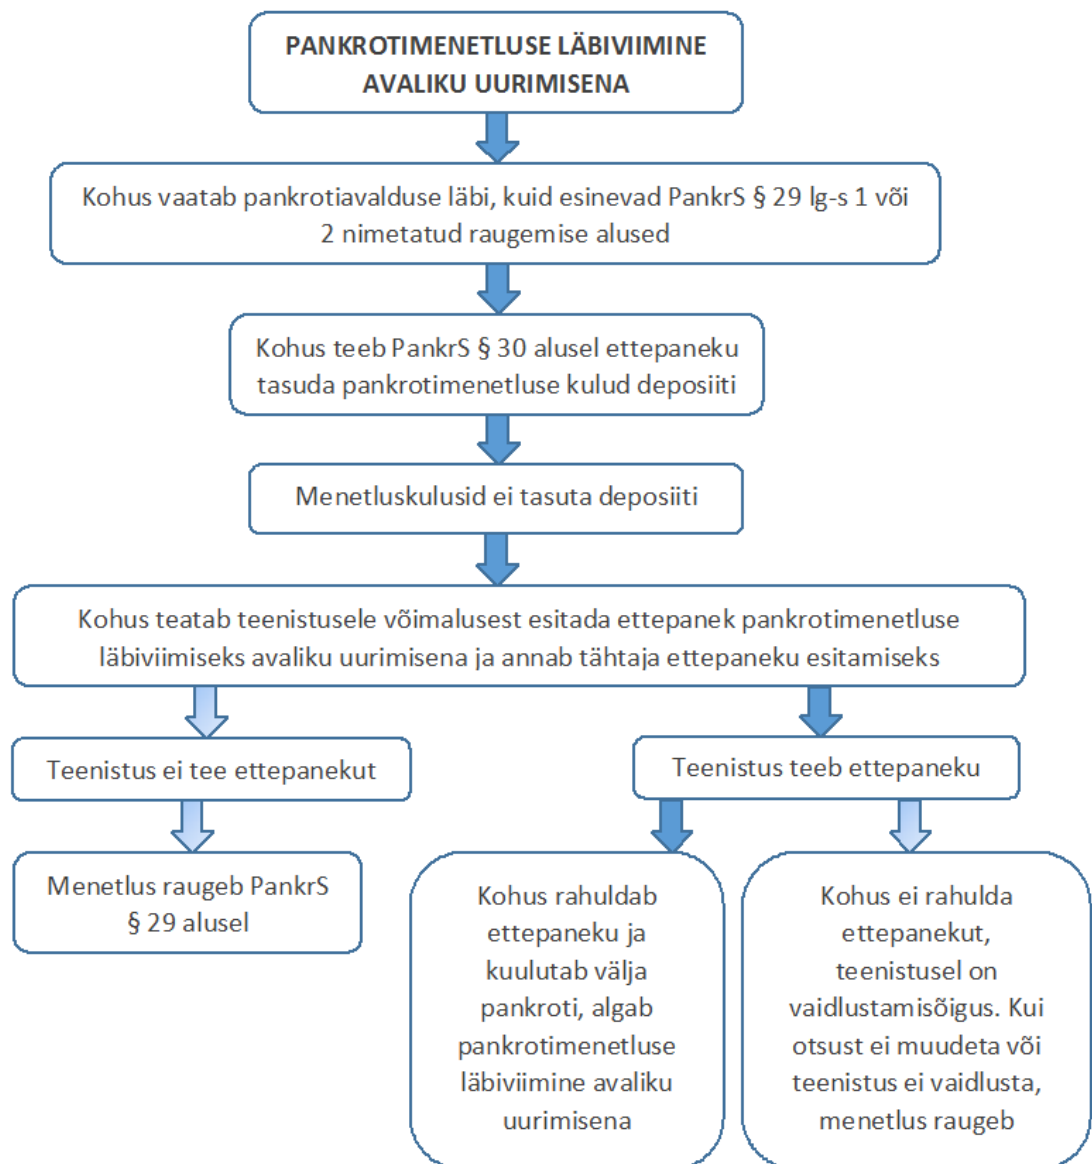 PANKROTIMENETLUSE LÄBIVIIMINE
AVALIKU UURIMISENA
Kohus vaatab pankrotiavalduse läbi, kuid esinevad PankrS § 29 lg-s 1 või
2 nimetatud raugemise alused
Kohus teeb PankrS § 30 alusel ettepaneku
tasuda pankrotimenetluse kulud deposiiti
Menetluskulusid ei tasuta deposiiti
Kohus teatab teenistusele võimalusest esitada ettepanek pankrotimenetluse
läbiviimiseks avaliku uurimisena ja annab tähtaja ettepaneku esitamiseks
Teenistus ei tee ettepanekut
Menetlus raugeb PankrS
§ 29 alusel
Teenistus teeb ettepaneku
Kohus rahuldab
ettepaneku ja
kuulutab välja
pankroti, algab
pankrotimenetluse
läbiviimine avaliku
uurimisena
Kohus ei rahulda
ettepanekut,
teenistusel on
vaidlustamisõigus. Kui
otsust ei muudeta või
teenistus ei vaidlusta,
menetlus raugeb